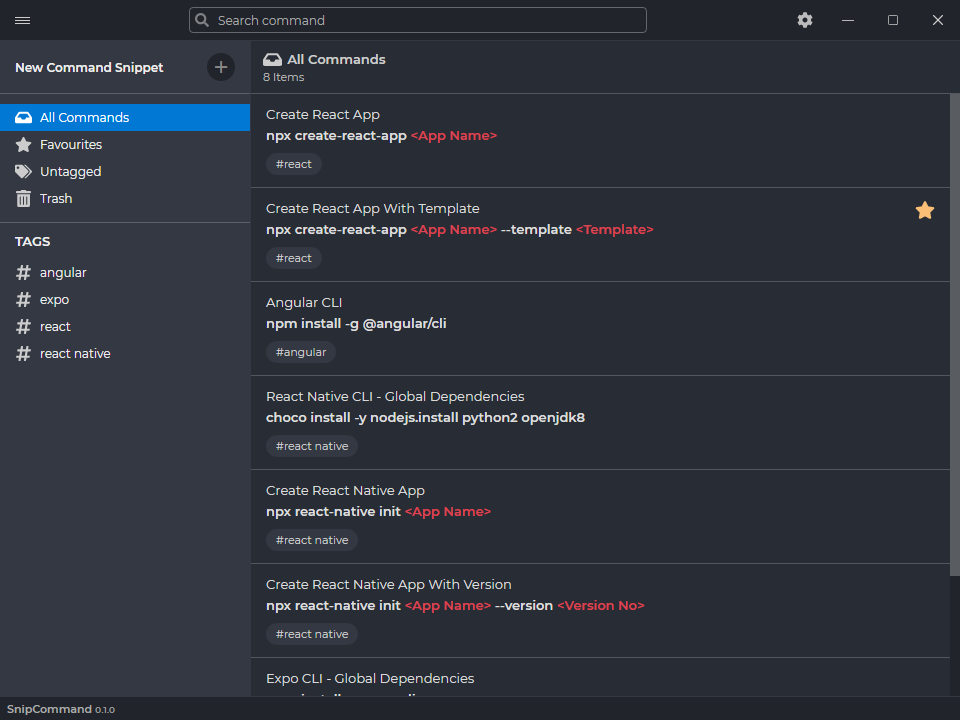 Search command
New Command Snippet
All Commands
Favourites
Untagged
Trash
TAGS
angular
expo
react
react native
All Commands
8 Items
Create React App
npx create-react-app <App Name>
#react
Create React App With Template
npx create-react-app <App Name> --template <Template>
#react
Angular CLI
npm install -g @angular/cli
#angular
React Native CLI - Global Dependencies
choco install -y nodejs.install python2 openjdk8
#react native
Create React Native App
npx react-native init <App Name>
#react native
Create React Native App With Version
npx react-native init <App Name> --version <Version No>
#react native
Expo CLI - Global Dependencies
SnipCommand 0.1.0